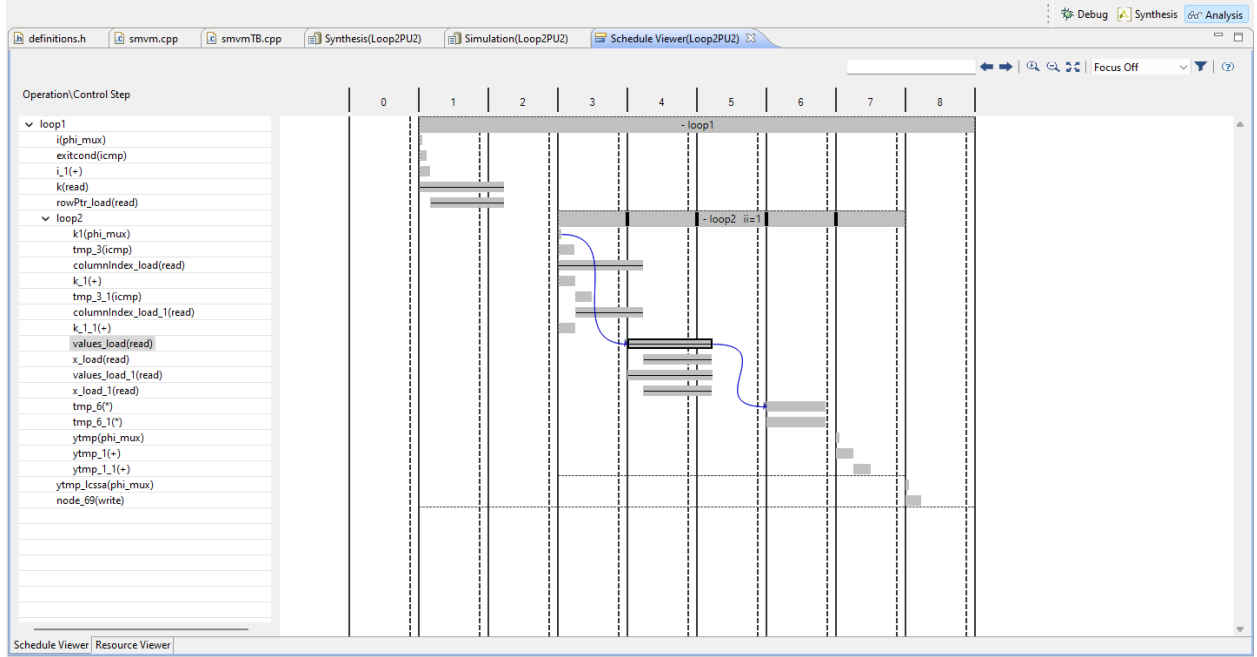 Debug Synthesis Analysis
definitions.h smvm.cpp smvmTB.cpp Synthesis(Loop2PU2) Simulation(Loop2PU2) Schedule Viewer(Loop2PU2)
Focus Off
Operation\Control Step 0 1 2 3 4 5 6 7 8
loop1 - loop1
i(phi_mux)
exitcond(icmp)
i_1(+)
k(read)
rowPtr_load(read)
loop2 - loop2 ii=1
k1(phi_mux)
tmp_3(icmp)
columnIndex_load(read)
k_1(+)
tmp_3_1(icmp)
columnIndex_load_1(read)
k_1_1(+)
values_load(read)
x_load(read)
values_load_1(read)
x_load_1(read)
tmp_6(*)
tmp_6_1(*)
ytmp(phi_mux)
ytmp_1(+)
ytmp_1_1(+)
ytmp_lcssa(phi_mux)
node_69(write)
Schedule Viewer Resource Viewer